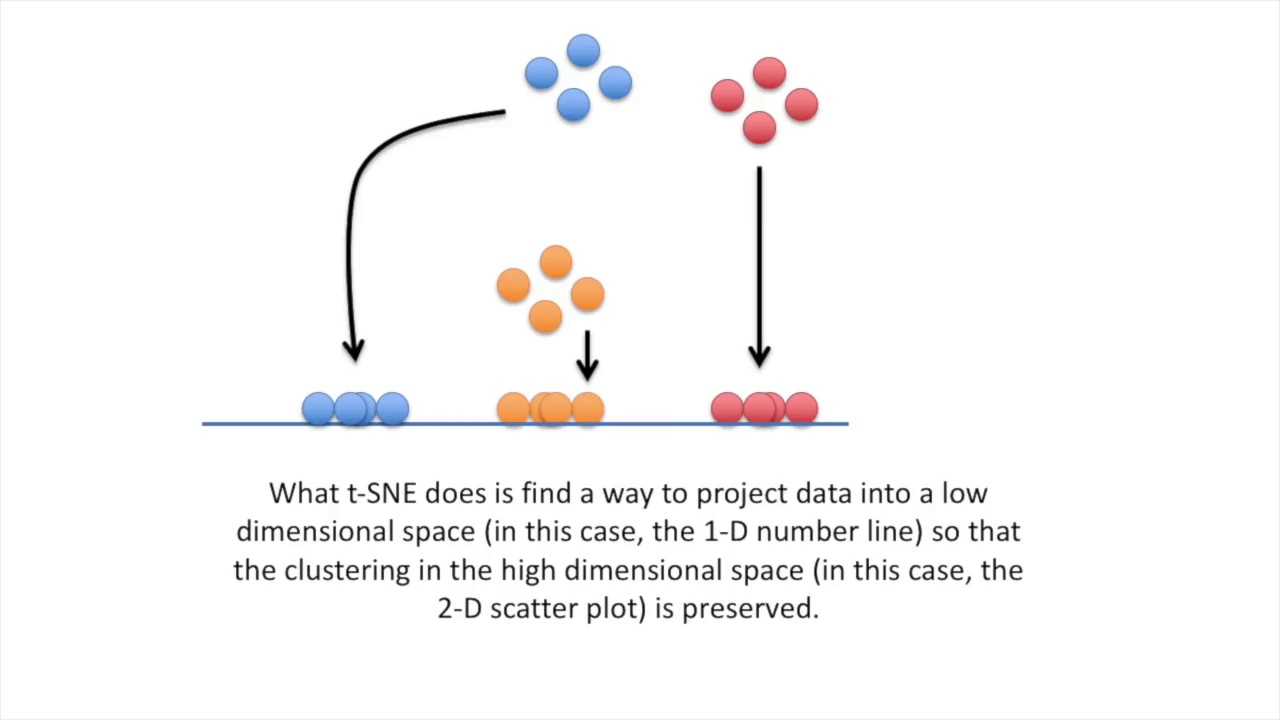 What t-SNE does is find a way to project data into a low
dimensional space (in this case, the 1-D number line) so that
the clustering in the high dimensional space (in this case, the
2-D scatter plot) is preserved.